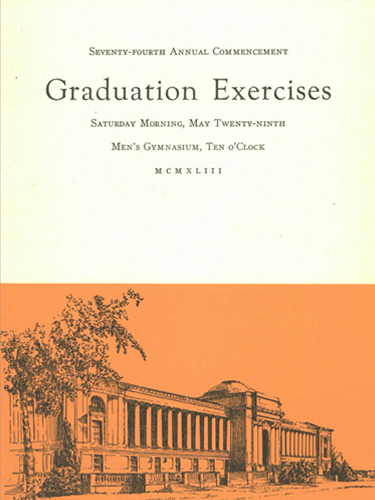 Seventy-fourth Annual Commencement
Graduation Exercises
Saturday Morning, May Twenty-ninth
Men's Gymnasium, Ten o'Clock
MCMXLIII